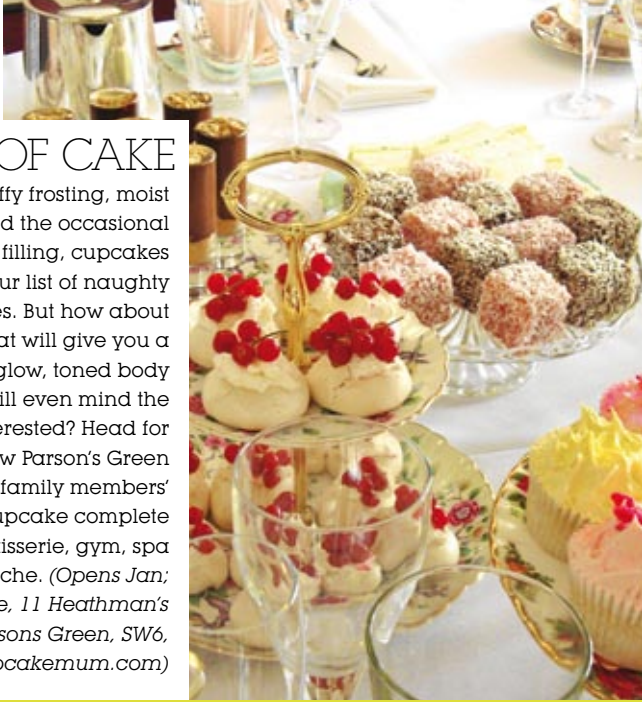 OF CAKE
ffy frosting, moist
d the occasional
filling, cupcakes
ur list of naughty
es. But how about
at will give you a
glow, toned body
ill even mind the
erested? Head for
w Parson's Green
family members'
upcake complete
isserie, gym, spa
che. (Opens Jan;
e, 11 Heathman's
sons Green, SW6,
pcakemum.com)